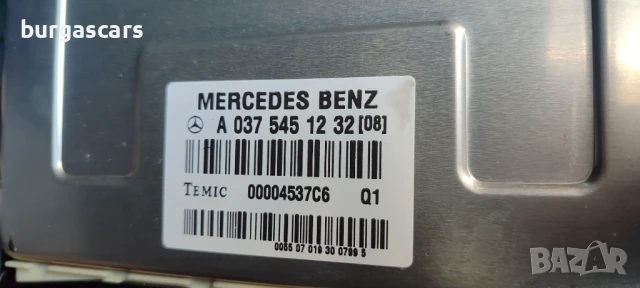 burgascars
MERCEDES BENZ
A 037 545 12 32 [08]
TEMIC 00004537C6 Q1
0055 07 019 30 0799 5
BAZAR